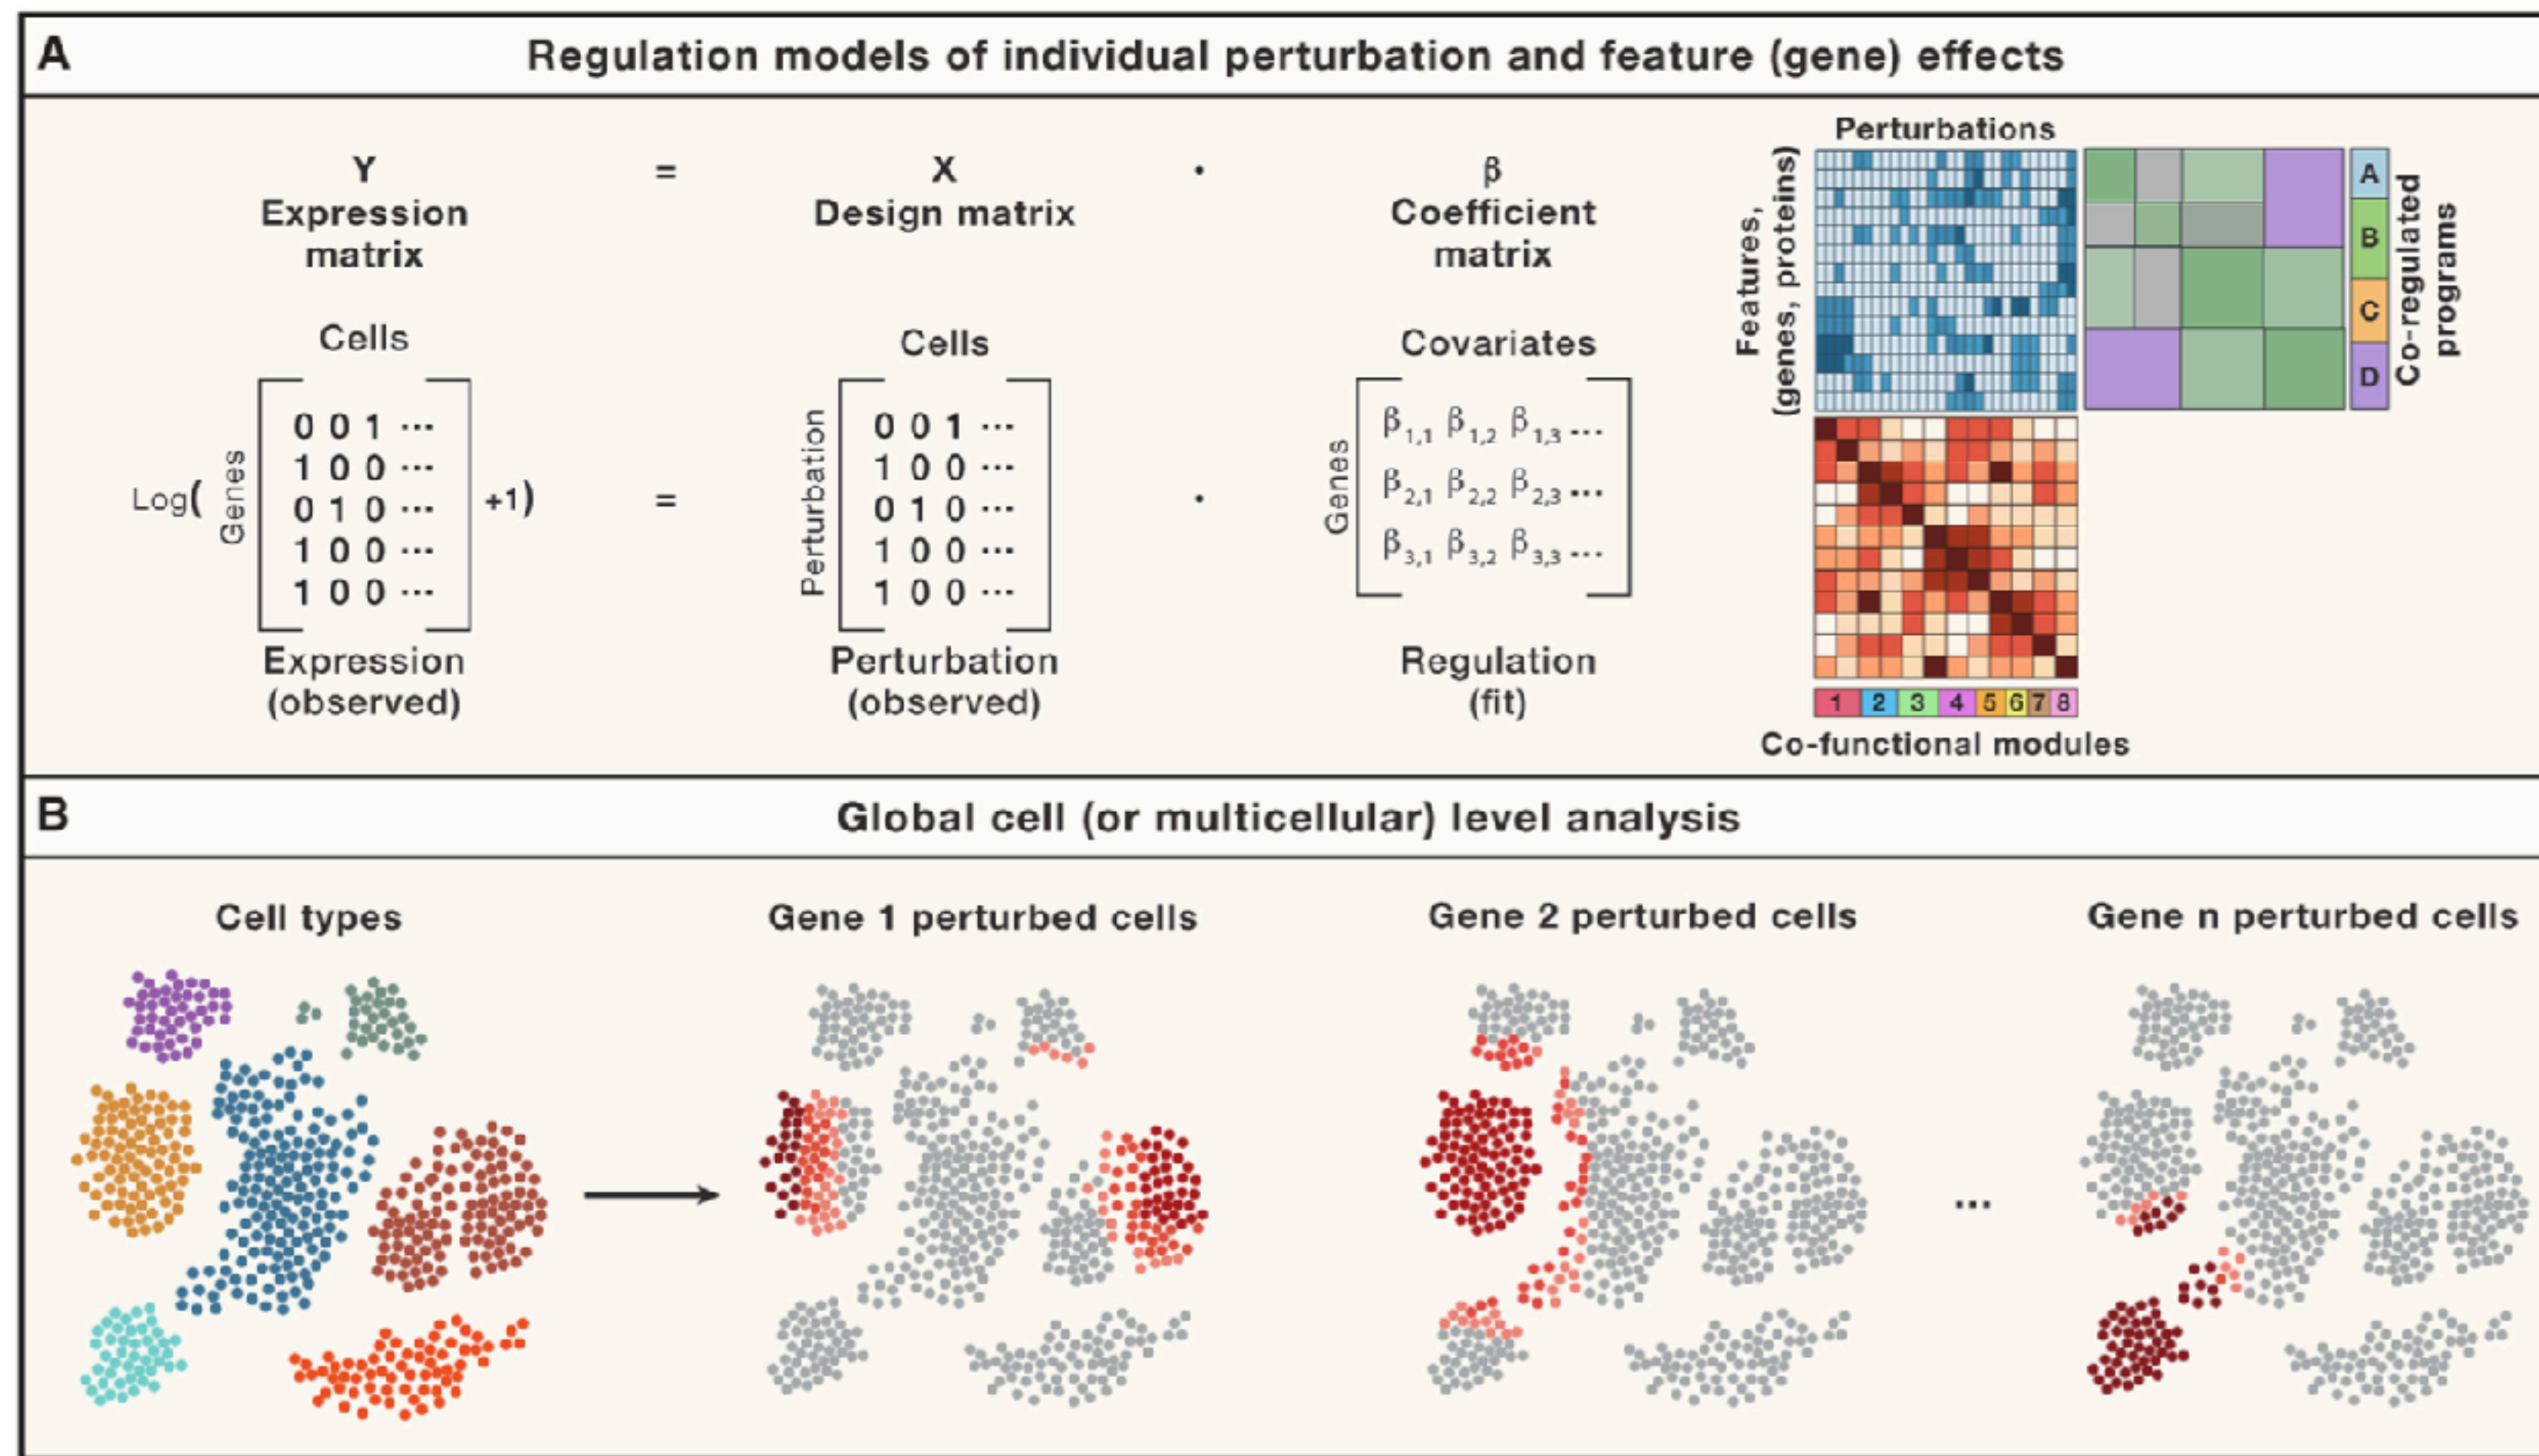 A
Regulation models of individual perturbation and feature (gene) effects
Y
=
X
·
β
Expression
matrix
Design matrix
Coefficient
matrix
Cells
Cells
Covariates
Log(
Genes
0 0 1 ...
1 0 0 ...
0 1 0 ...
1 0 0 ...
1 0 0 ...
+1)
=
Perturbation
0 0 1 ...
1 0 0 ...
0 1 0 ...
1 0 0 ...
1 0 0 ...
·
Genes
β1,1 β1,2 β1,3 ...
β2,1 β2,2 β2,3 ...
β3,1 β3,2 β3,3 ...
Expression
(observed)
Perturbation
(observed)
Regulation
(fit)
Perturbations
Features,
(genes, proteins)
A
B
C
D
Co-regulated
programs
1 2 3 4 5 6 7 8
Co-functional modules
B
Global cell (or multicellular) level analysis
Cell types
Gene 1 perturbed cells
Gene 2 perturbed cells
...
Gene n perturbed cells